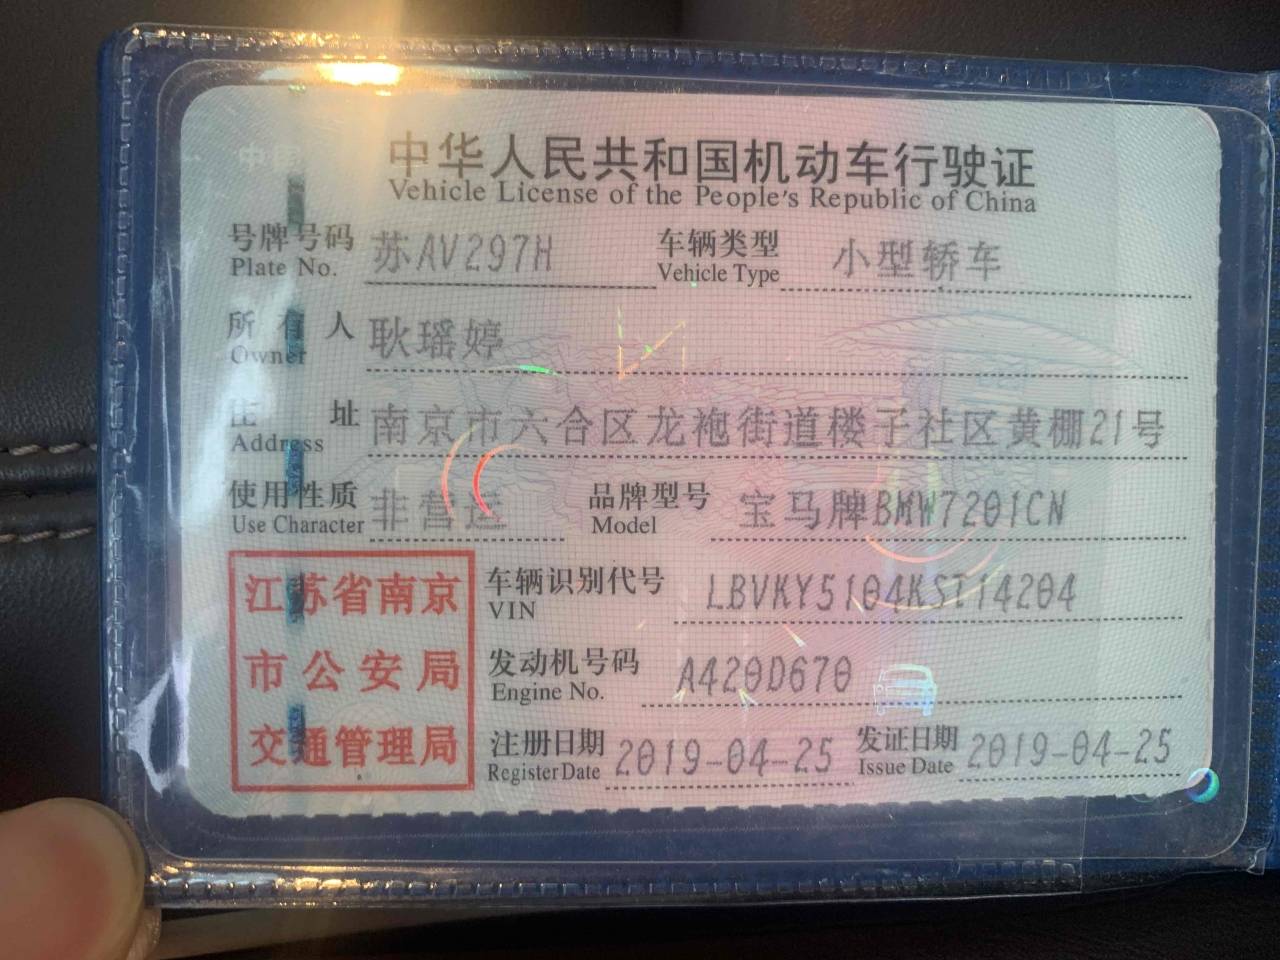 中华人民共和国机动车行驶证
Vehicle License of the People's Republic of China
号牌号码 苏AV297H 车辆类型 小型轿车
Plate No. Vehicle Type
所有人 耿瑶婷
Owner
住址 南京市六合区龙袍街道楼子社区黄棚21号
Address
使用性质 非营运 品牌型号 宝马牌BMW7201CN
Use Character Model
江苏省南京
市公安局
交通管理局
车辆识别代号 LBVKY5104KST14204
VIN
发动机号码 A420D670
Engine No.
注册日期 2019-04-25 发证日期 2019-04-25
Register Date Issue Date